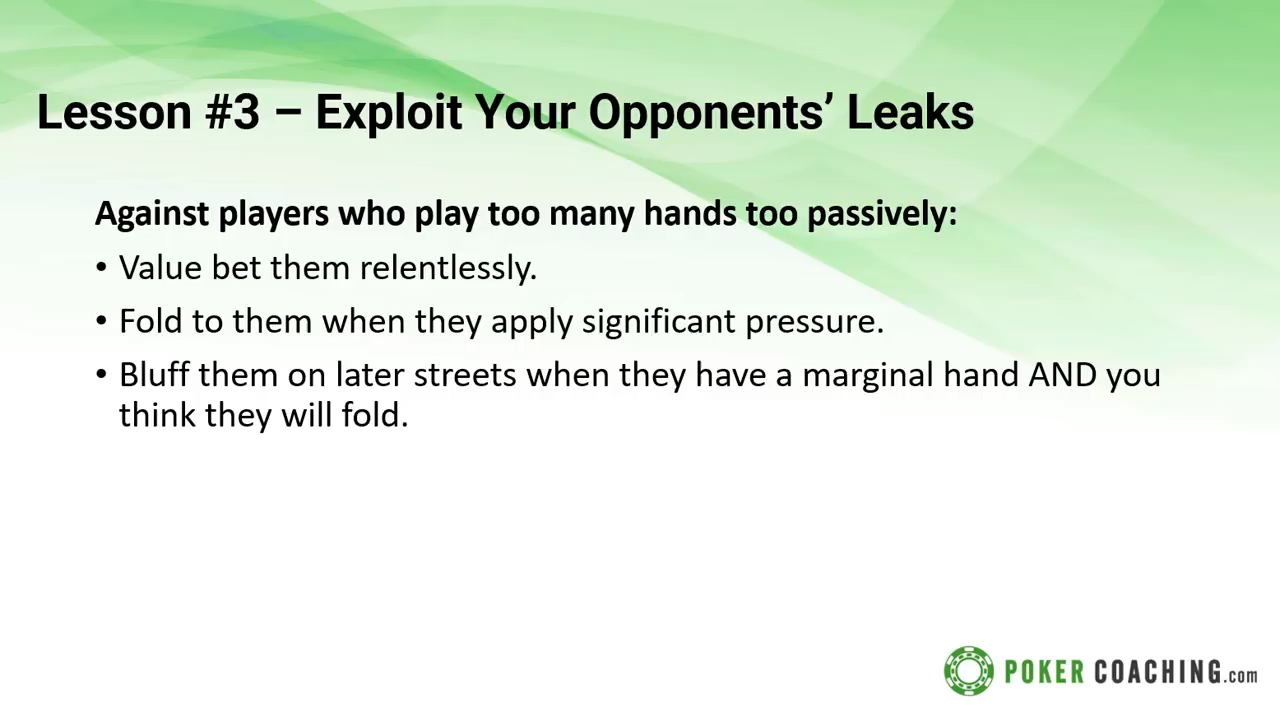 Lesson #3 – Exploit Your Opponents’ Leaks
Against players who play too many hands too passively:
• Value bet them relentlessly.
• Fold to them when they apply significant pressure.
• Bluff them on later streets when they have a marginal hand AND you
think they will fold.
POKER COACHING.com